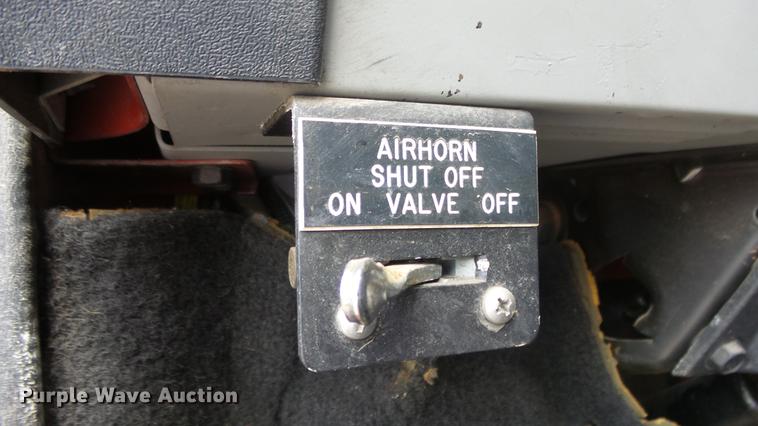 AIRHORN
SHUT OFF
ON VALVE OFF
Purple Wave Auction